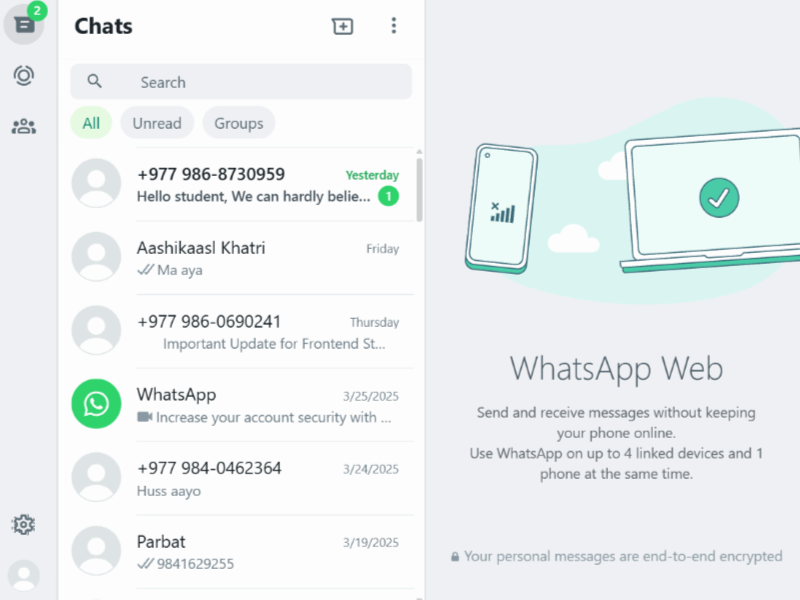 2
Chats
Search
All
Unread
Groups
+977 986-8730959
Yesterday
Hello student, We can hardly belie...
1
Aashikaasl Khatri
Friday
Ma aya
+977 986-0690241
Thursday
Important Update for Frontend St...
WhatsApp
3/25/2025
Increase your account security with ...
+977 984-0462364
3/24/2025
Huss aayo
Parbat
3/19/2025
9841629255
WhatsApp Web
Send and receive messages without keeping
your phone online.
Use WhatsApp on up to 4 linked devices and 1
phone at the same time.
Your personal messages are end-to-end encrypted